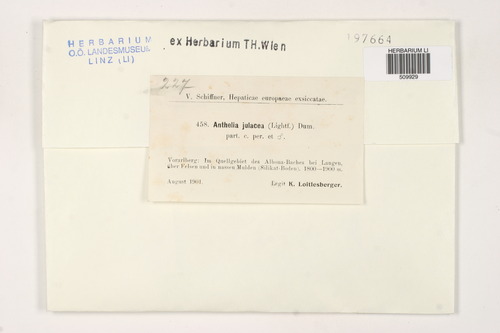 HERBARIUM
O.Ö. LANDESMUSEUM
LINZ (LI)
ex Herbarium TH.Wien
197664
HERBARIUM LI
509929
227
V. Schiffner, Hepaticae europaeae exsiccatae.
458. Anthelia julacea (Lightf.) Dum.
part. c. per. et ♂.
Vorarlberg: Im Quellgebiet des Albona-Baches bei Langen,
über Felsen und in nassen Mulden (Silikat-Boden). 1800—1900 m.
August 1901.
Legit K. Loitlesberger.